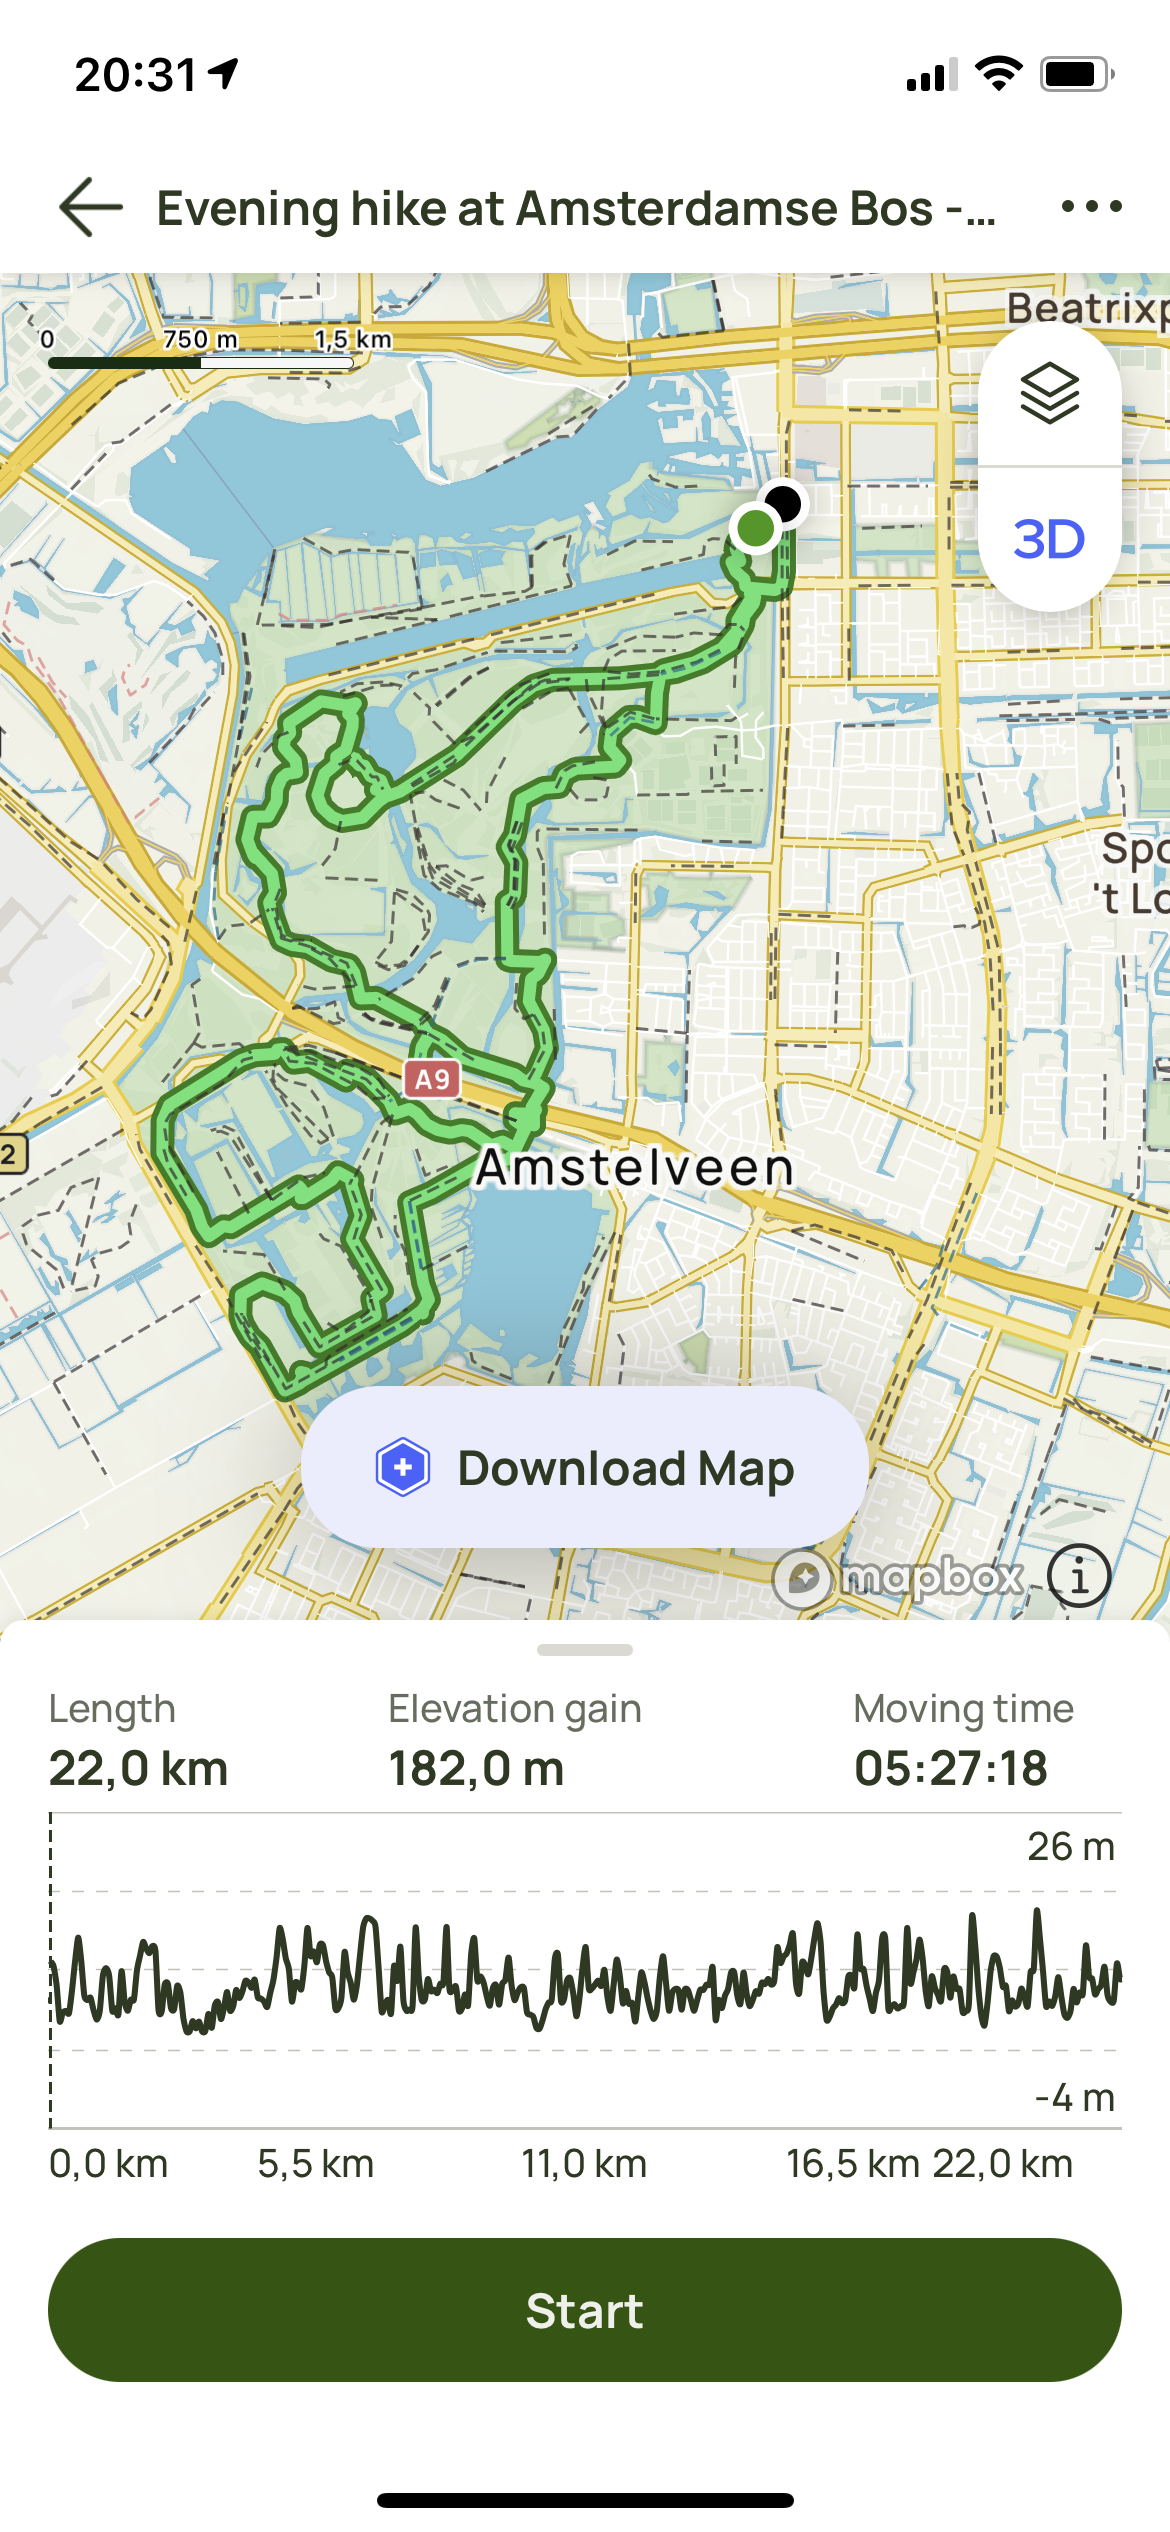 20:31
Evening hike at Amsterdamse Bos -...
Beatrixp
0 750 m 1,5 km
3D
Spo
't Lo
A9
2
Amstelveen
Download Map
mapbox
i
Length Elevation gain Moving time
22,0 km 182,0 m 05:27:18
26 m
-4 m
0,0 km 5,5 km 11,0 km 16,5 km 22,0 km
Start